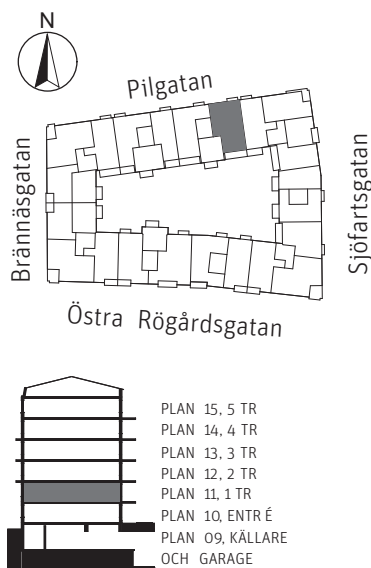 N
Pilgatan
Brännäsgatan
Sjöfartsgatan
Östra Rögårdsgatan
PLAN 15, 5 TR
PLAN 14, 4 TR
PLAN 13, 3 TR
PLAN 12, 2 TR
PLAN 11, 1 TR
PLAN 10, ENTRÉ
PLAN 09, KÄLLARE
OCH GARAGE